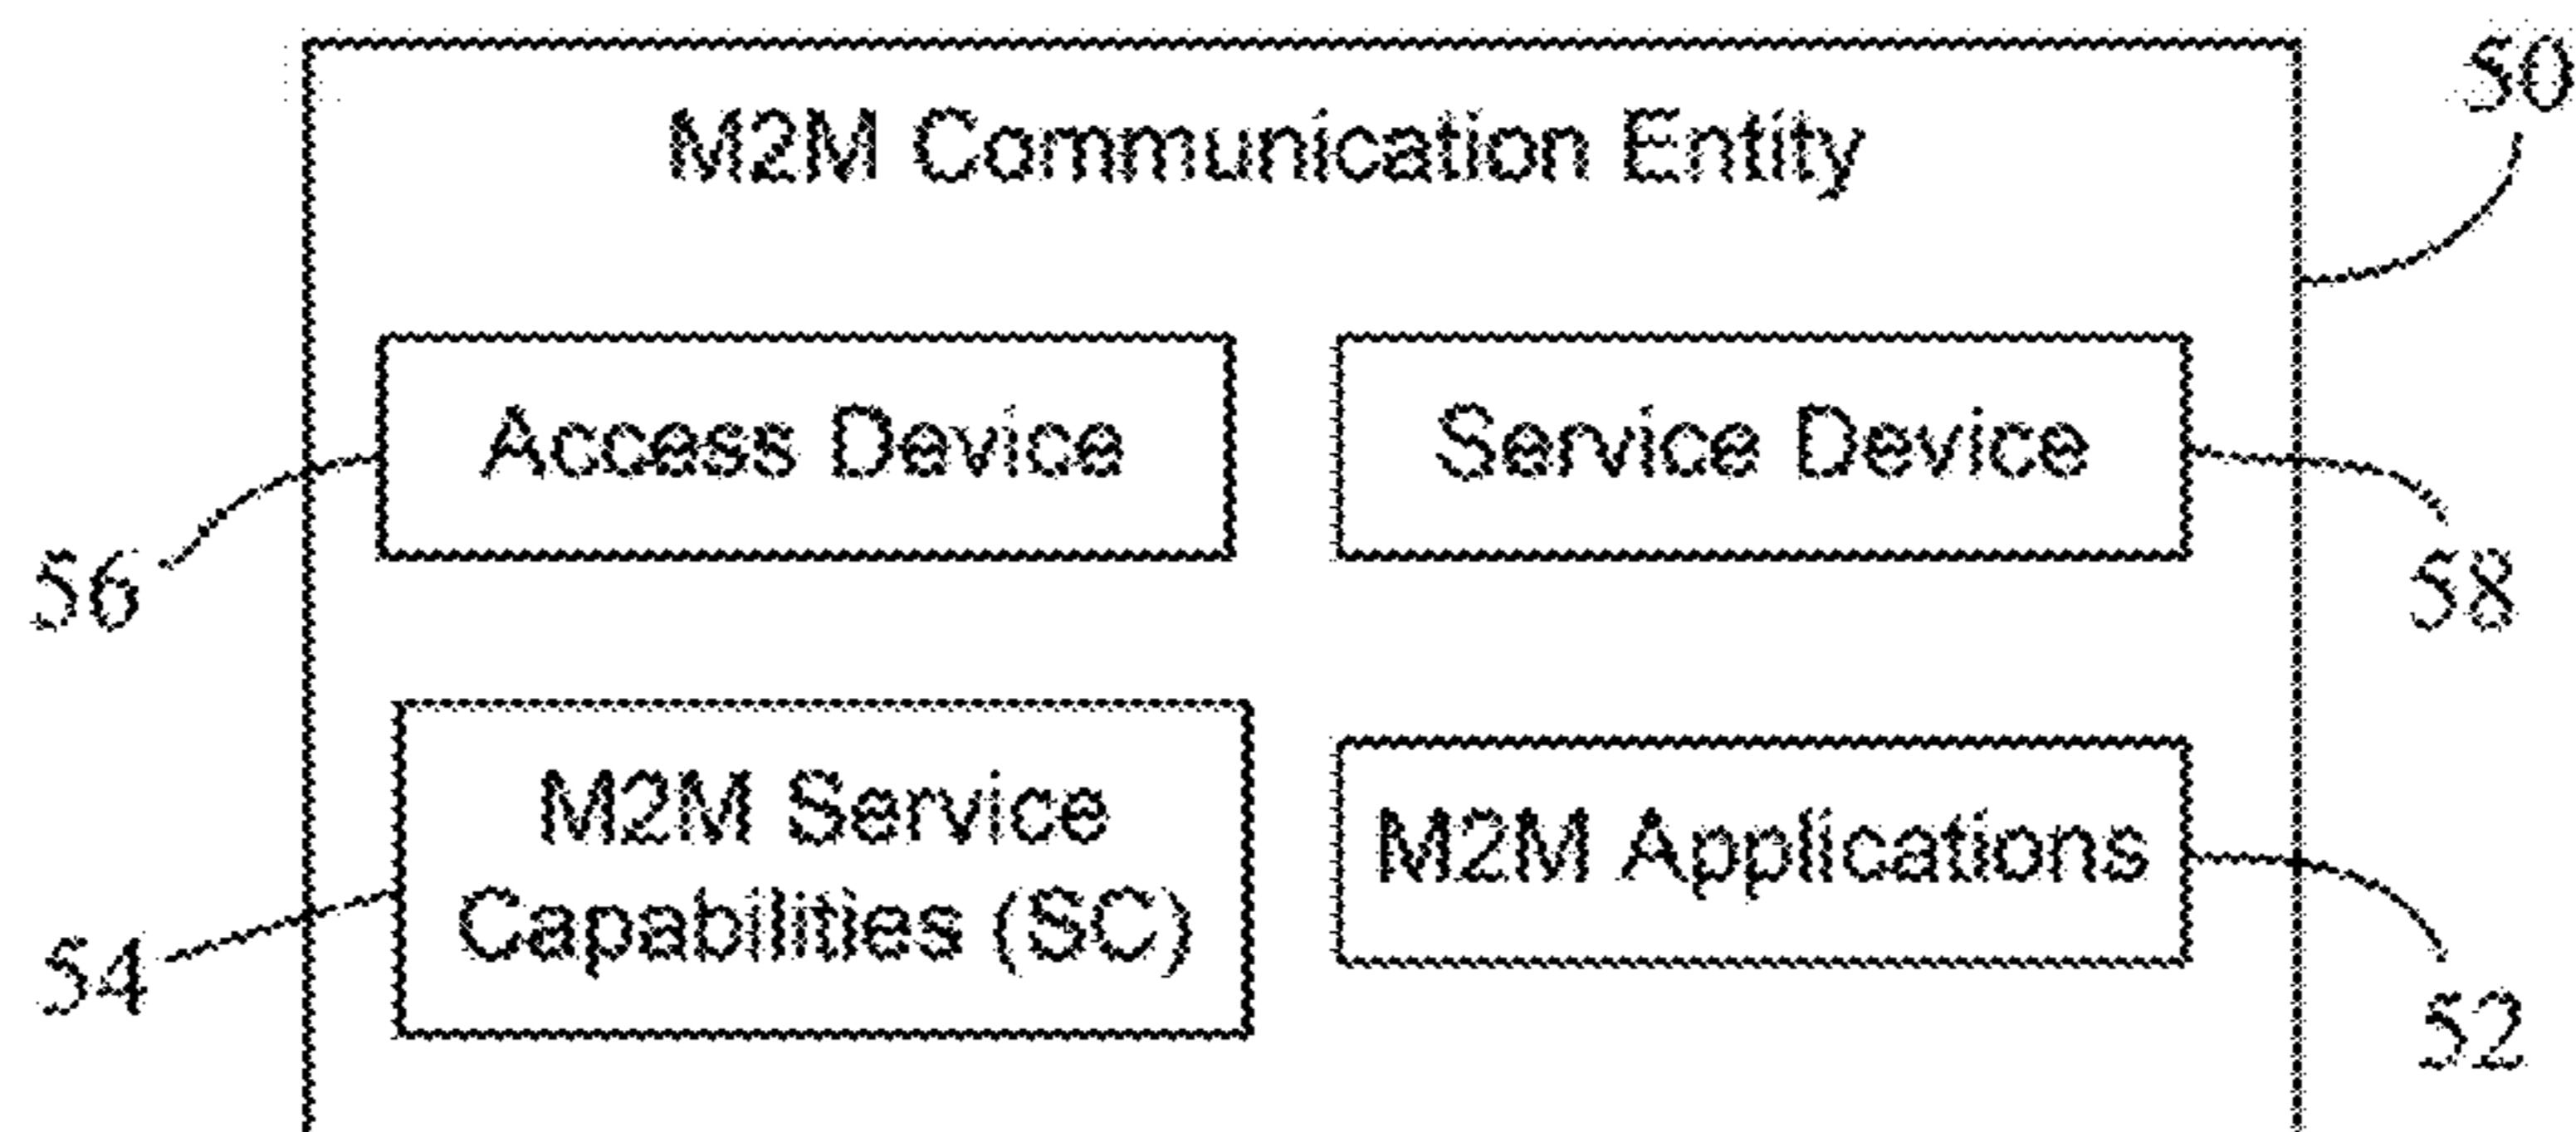 50
M2M Communication Entity
Access Device
Service Device
56
58
M2M Service
Capabilities (SC)
M2M Applications
54
52